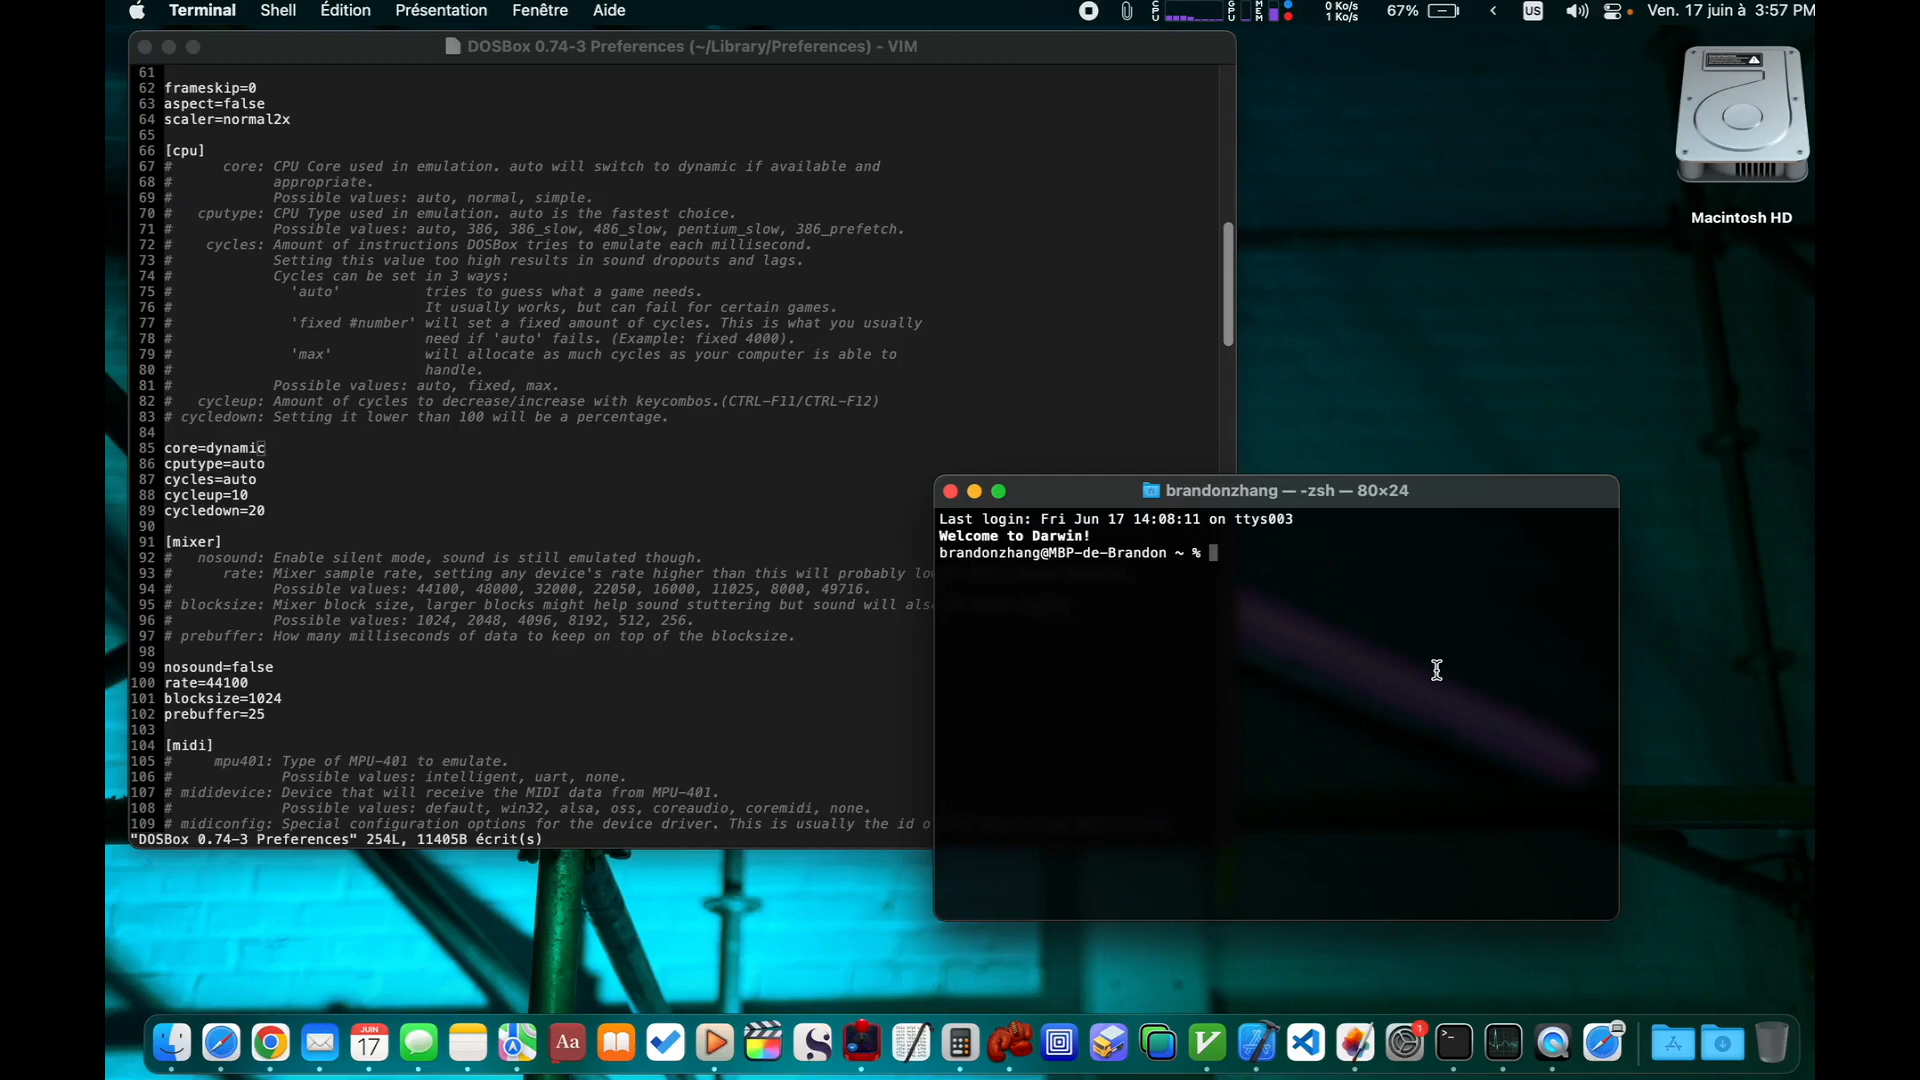 Terminal Shell Édition Présentation Fenêtre Aide CPU GPU MEM 0 Ko/s 1 Ko/s 67% US Ven. 17 juin à 3:57 PM
DOSBox 0.74-3 Preferences (~/Library/Preferences) - VIM
61
62 frameskip=0
63 aspect=false
64 scaler=normal2x
65
66 [cpu]
67 #      core: CPU Core used in emulation. auto will switch to dynamic if available and
68 #            appropriate.
69 #            Possible values: auto, normal, simple.
70 #   cputype: CPU Type used in emulation. auto is the fastest choice.
71 #            Possible values: auto, 386, 386_slow, 486_slow, pentium_slow, 386_prefetch.
72 #    cycles: Amount of instructions DOSBox tries to emulate each millisecond.
73 #            Setting this value too high results in sound dropouts and lags.
74 #            Cycles can be set in 3 ways:
75 #              'auto'          tries to guess what a game needs.
76 #                              It usually works, but can fail for certain games.
77 #              'fixed #number' will set a fixed amount of cycles. This is what you usually
78 #                              need if 'auto' fails. (Example: fixed 4000).
79 #              'max'           will allocate as much cycles as your computer is able to
80 #                              handle.
81 #            Possible values: auto, fixed, max.
82 #   cycleup: Amount of cycles to decrease/increase with keycombos.(CTRL-F11/CTRL-F12)
83 # cycledown: Setting it lower than 100 will be a percentage.
84
85 core=dynamic
86 cputype=auto
87 cycles=auto
88 cycleup=10
89 cycledown=20
90
91 [mixer]
92 #   nosound: Enable silent mode, sound is still emulated though.
93 #      rate: Mixer sample rate, setting any device's rate higher than this will probably lo
94 #            Possible values: 44100, 48000, 32000, 22050, 16000, 11025, 8000, 49716.
95 # blocksize: Mixer block size, larger blocks might help sound stuttering but sound will als
96 #            Possible values: 1024, 2048, 4096, 8192, 512, 256.
97 # prebuffer: How many milliseconds of data to keep on top of the blocksize.
98
99 nosound=false
100 rate=44100
101 blocksize=1024
102 prebuffer=25
103
104 [midi]
105 #     mpu401: Type of MPU-401 to emulate.
106 #             Possible values: intelligent, uart, none.
107 # mididevice: Device that will receive the MIDI data from MPU-401.
108 #             Possible values: default, win32, alsa, oss, coreaudio, coremidi, none.
109 # midiconfig: Special configuration options for the device driver. This is usually the id o
"DOSBox 0.74-3 Preferences" 254L, 11405B écrit(s)
brandonzhang — -zsh — 80×24
Last login: Fri Jun 17 14:08:11 on ttys003
Welcome to Darwin!
brandonzhang@MBP-de-Brandon ~ %
Macintosh HD
JUIN
17
Aa
1